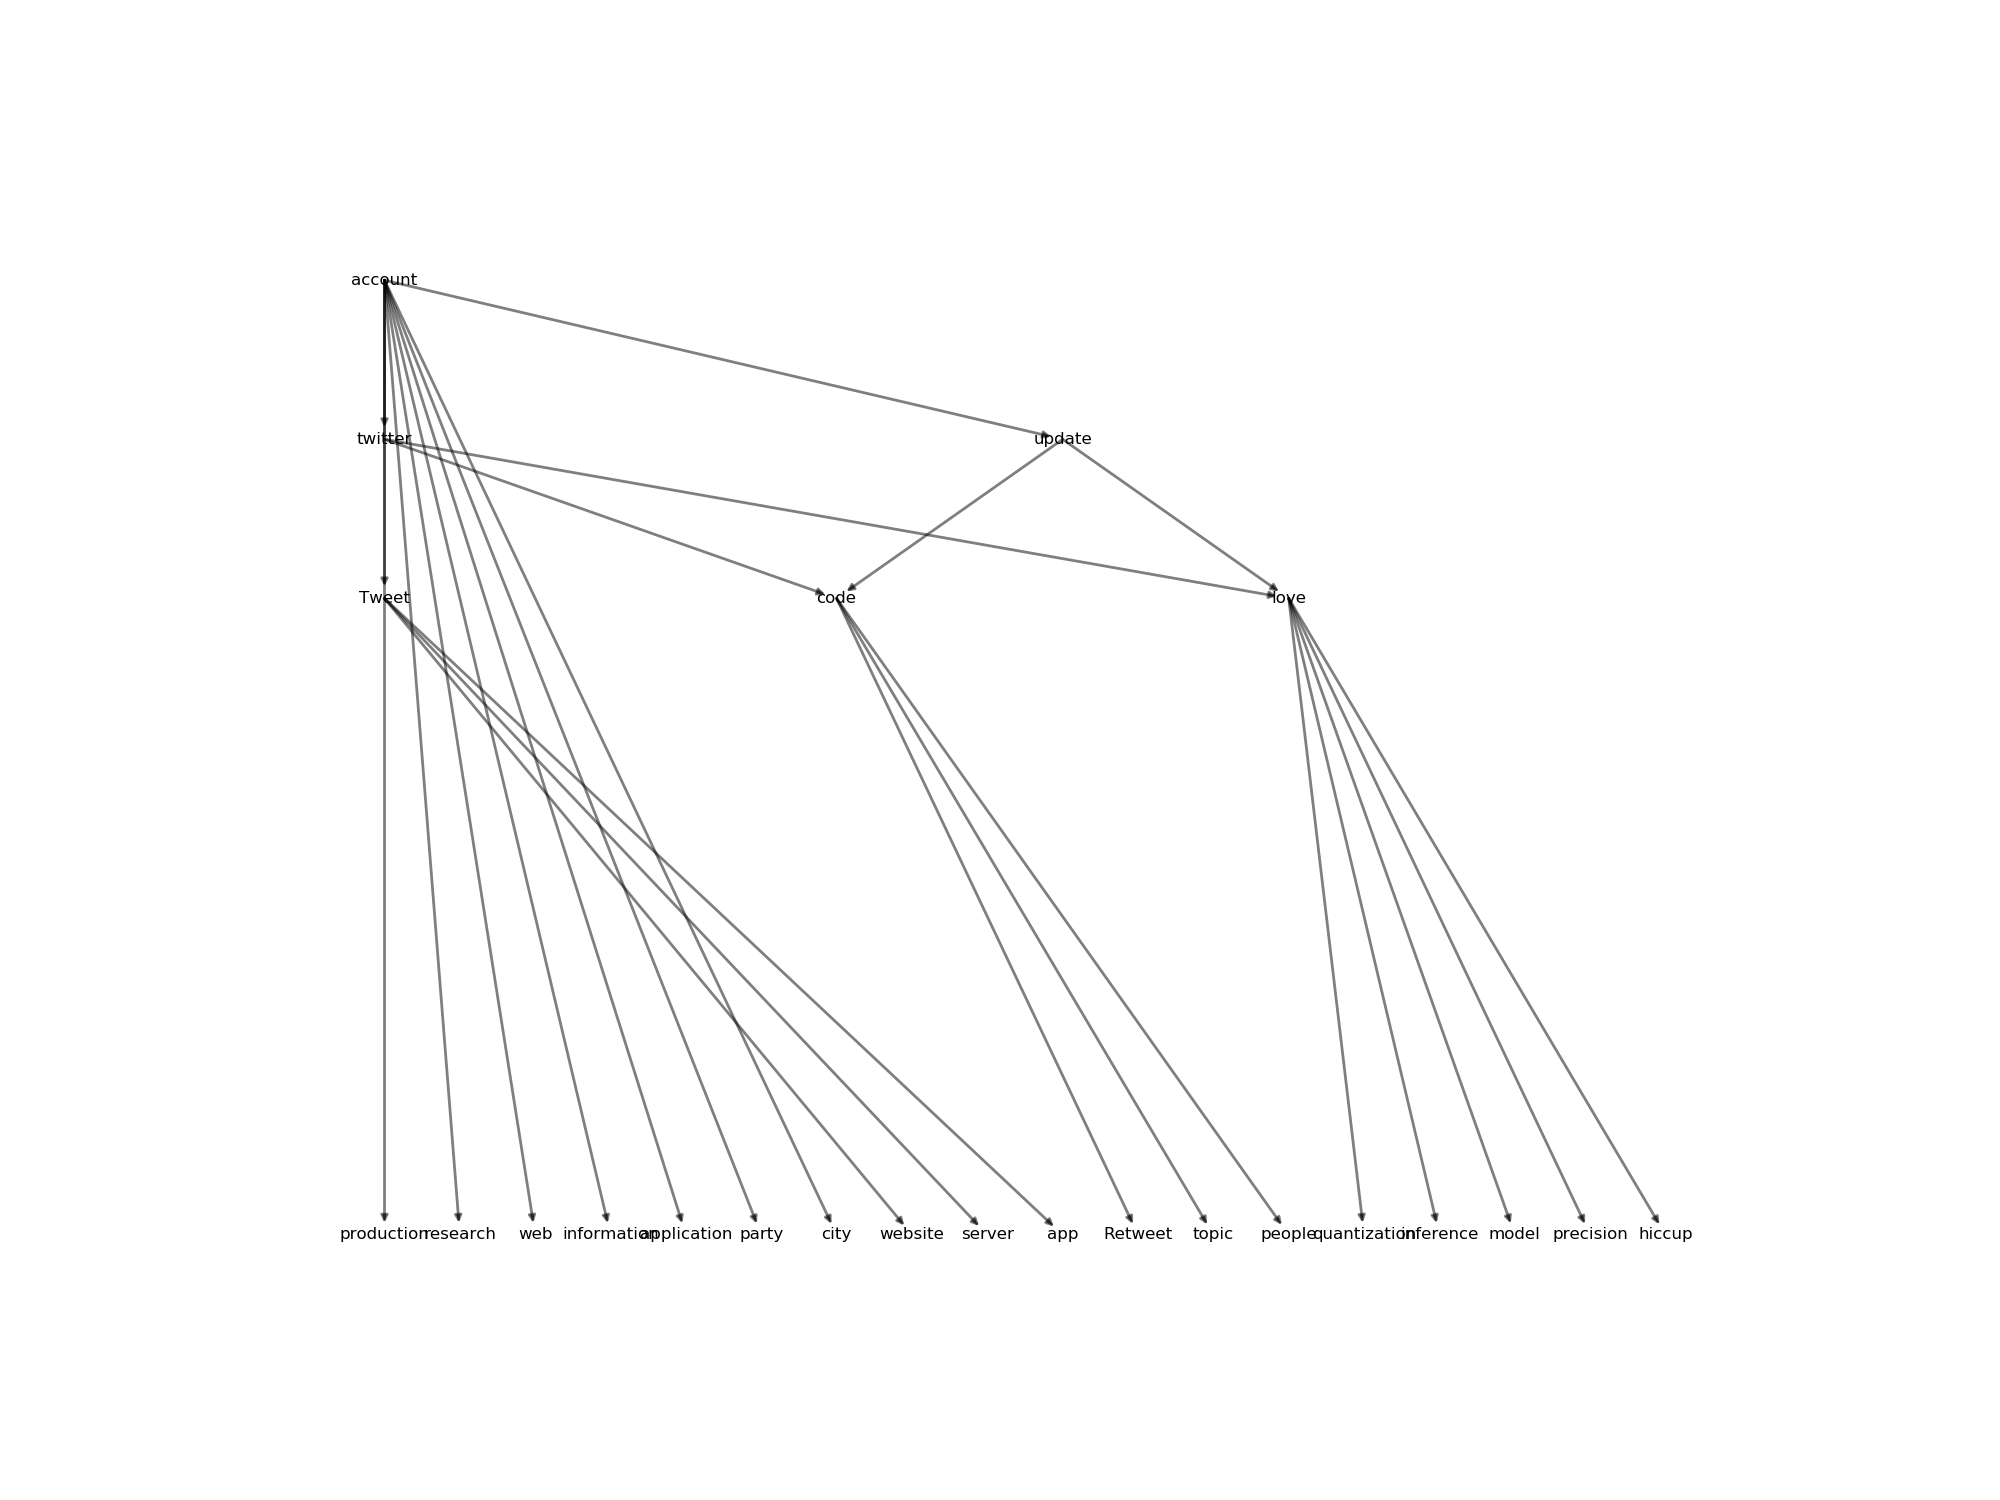 account
twitter update
Tweet code love
production research web information application party city website server app Retweet topic people quantization inference model precision hiccup